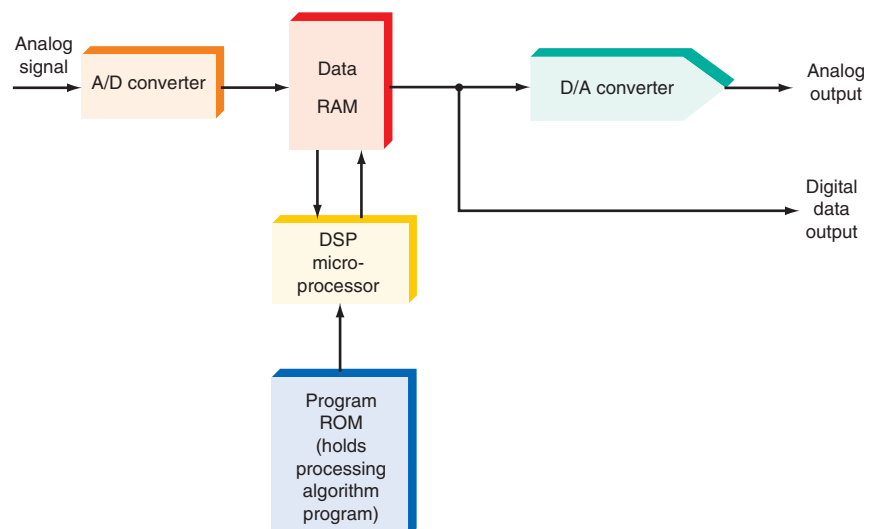 Analog
signal
A/D converter
Data
RAM
D/A converter
Analog
output
Digital
data
output
DSP
micro-
processor
Program
ROM
(holds
processing
algorithm
program)